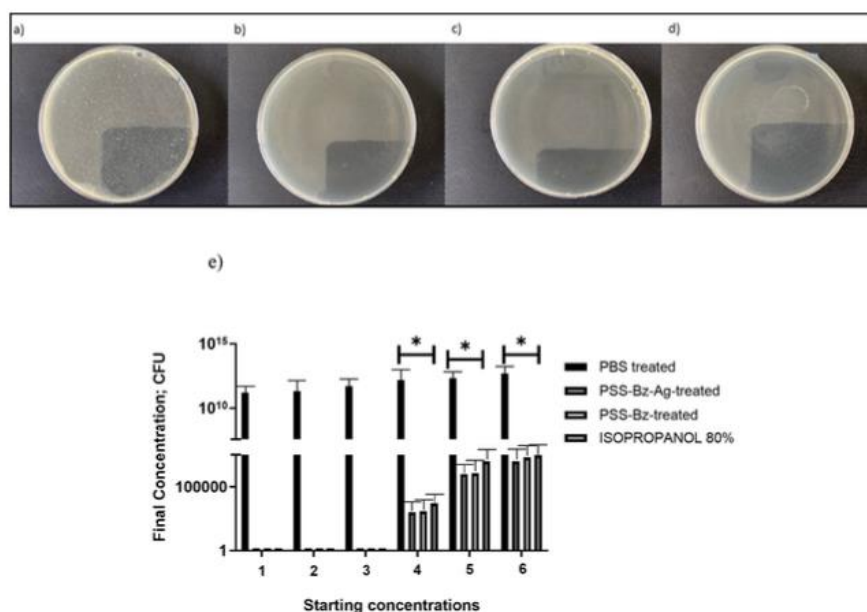 a)
b)
c)
d)
e)
10¹⁵
10¹⁰
100000
1
Final Concentration; CFU
* * *
1 2 3 4 5 6
Starting concentrations
PBS treated
PSS-Bz-Ag-treated
PSS-Bz-treated
ISOPROPANOL 80%